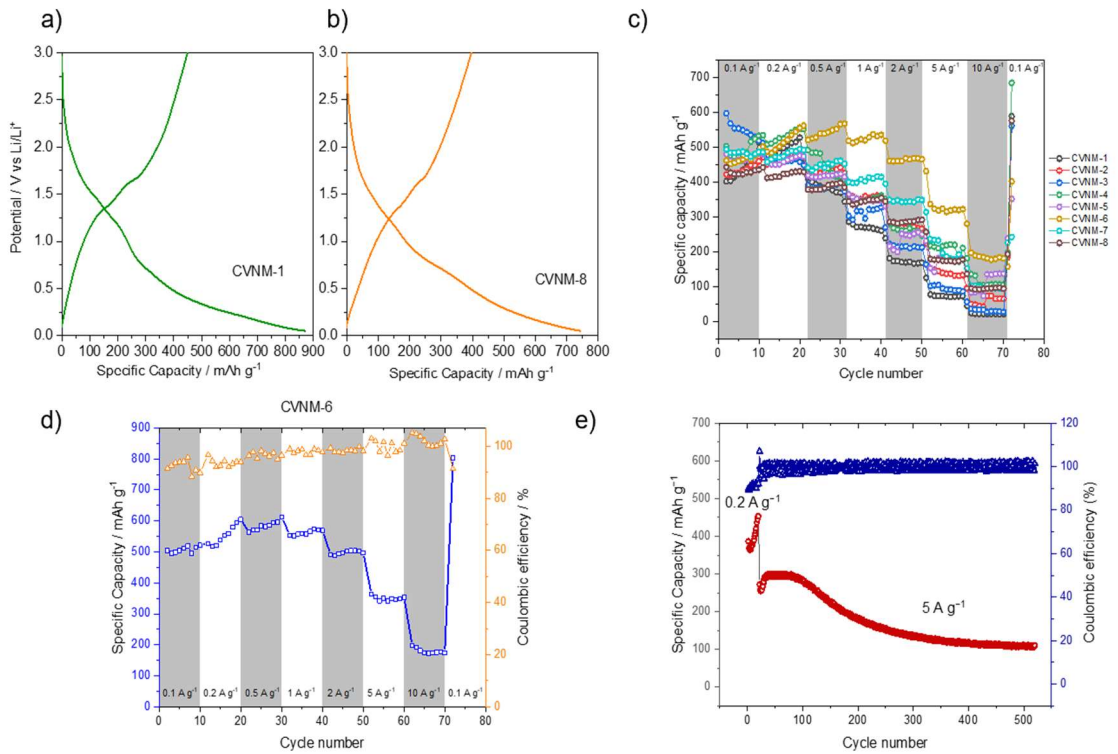 a)
b)
c)
3.0
2.5
2.0
1.5
1.0
0.5
0.0
Potential / V vs Li/Li⁺
CVNM-1
0 100 200 300 400 500 600 700 800 900
Specific Capacity / mAh g⁻¹
3.0
2.5
2.0
1.5
1.0
0.5
0.0
CVNM-8
0 100 200 300 400 500 600 700 800
Specific Capacity / mAh g⁻¹
0.1 A g⁻¹ 0.2 A g⁻¹ 0.5 A g⁻¹ 1 A g⁻¹ 2 A g⁻¹ 5 A g⁻¹ 10 A g⁻¹ 0.1 A g⁻¹
700
600
500
400
300
200
100
0
Specific capacity / mAh g⁻¹
0 10 20 30 40 50 60 70 80
Cycle number
CVNM-1
CVNM-2
CVNM-3
CVNM-4
CVNM-5
CVNM-6
CVNM-7
CVNM-8
d)
CVNM-6
900
800
700
600
500
400
300
200
100
0
Specific Capacity / mAh g⁻¹
0.1 A g⁻¹ 0.2 A g⁻¹ 0.5 A g⁻¹ 1 A g⁻¹ 2 A g⁻¹ 5 A g⁻¹ 10 A g⁻¹ 0.1 A g⁻¹
0 10 20 30 40 50 60 70 80
Cycle number
100
80
60
40
20
0
Coulombic efficiency / %
e)
700
600
500
400
300
200
100
0
Specific Capacity / mAh g⁻¹
0.2 A g⁻¹
5 A g⁻¹
0 100 200 300 400 500
Cycle number
120
100
80
60
40
20
0
Coulombic efficiency (%)